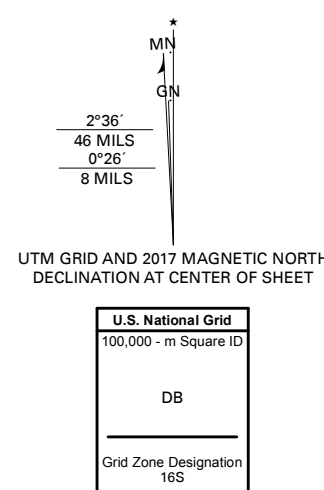 ★
MN
GN
2°36´
46 MILS
0°26´
8 MILS
UTM GRID AND 2017 MAGNETIC NORTH
DECLINATION AT CENTER OF SHEET
U.S. National Grid
100,000 - m Square ID
DB
Grid Zone Designation
16S